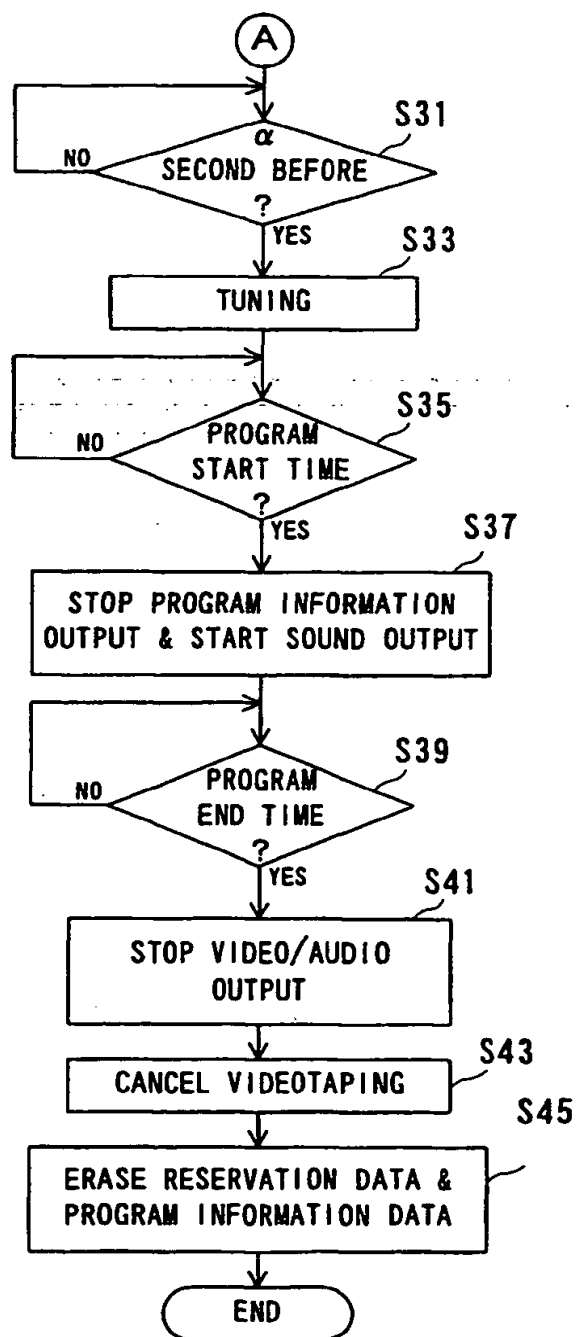 A
S31
α
SECOND BEFORE
?
NO
YES
S33
TUNING
S35
PROGRAM
START TIME
?
NO
YES
S37
STOP PROGRAM INFORMATION
OUTPUT & START SOUND OUTPUT
S39
PROGRAM
END TIME
?
NO
YES
S41
STOP VIDEO/AUDIO
OUTPUT
S43
CANCEL VIDEOTAPING
S45
ERASE RESERVATION DATA &
PROGRAM INFORMATION DATA
END